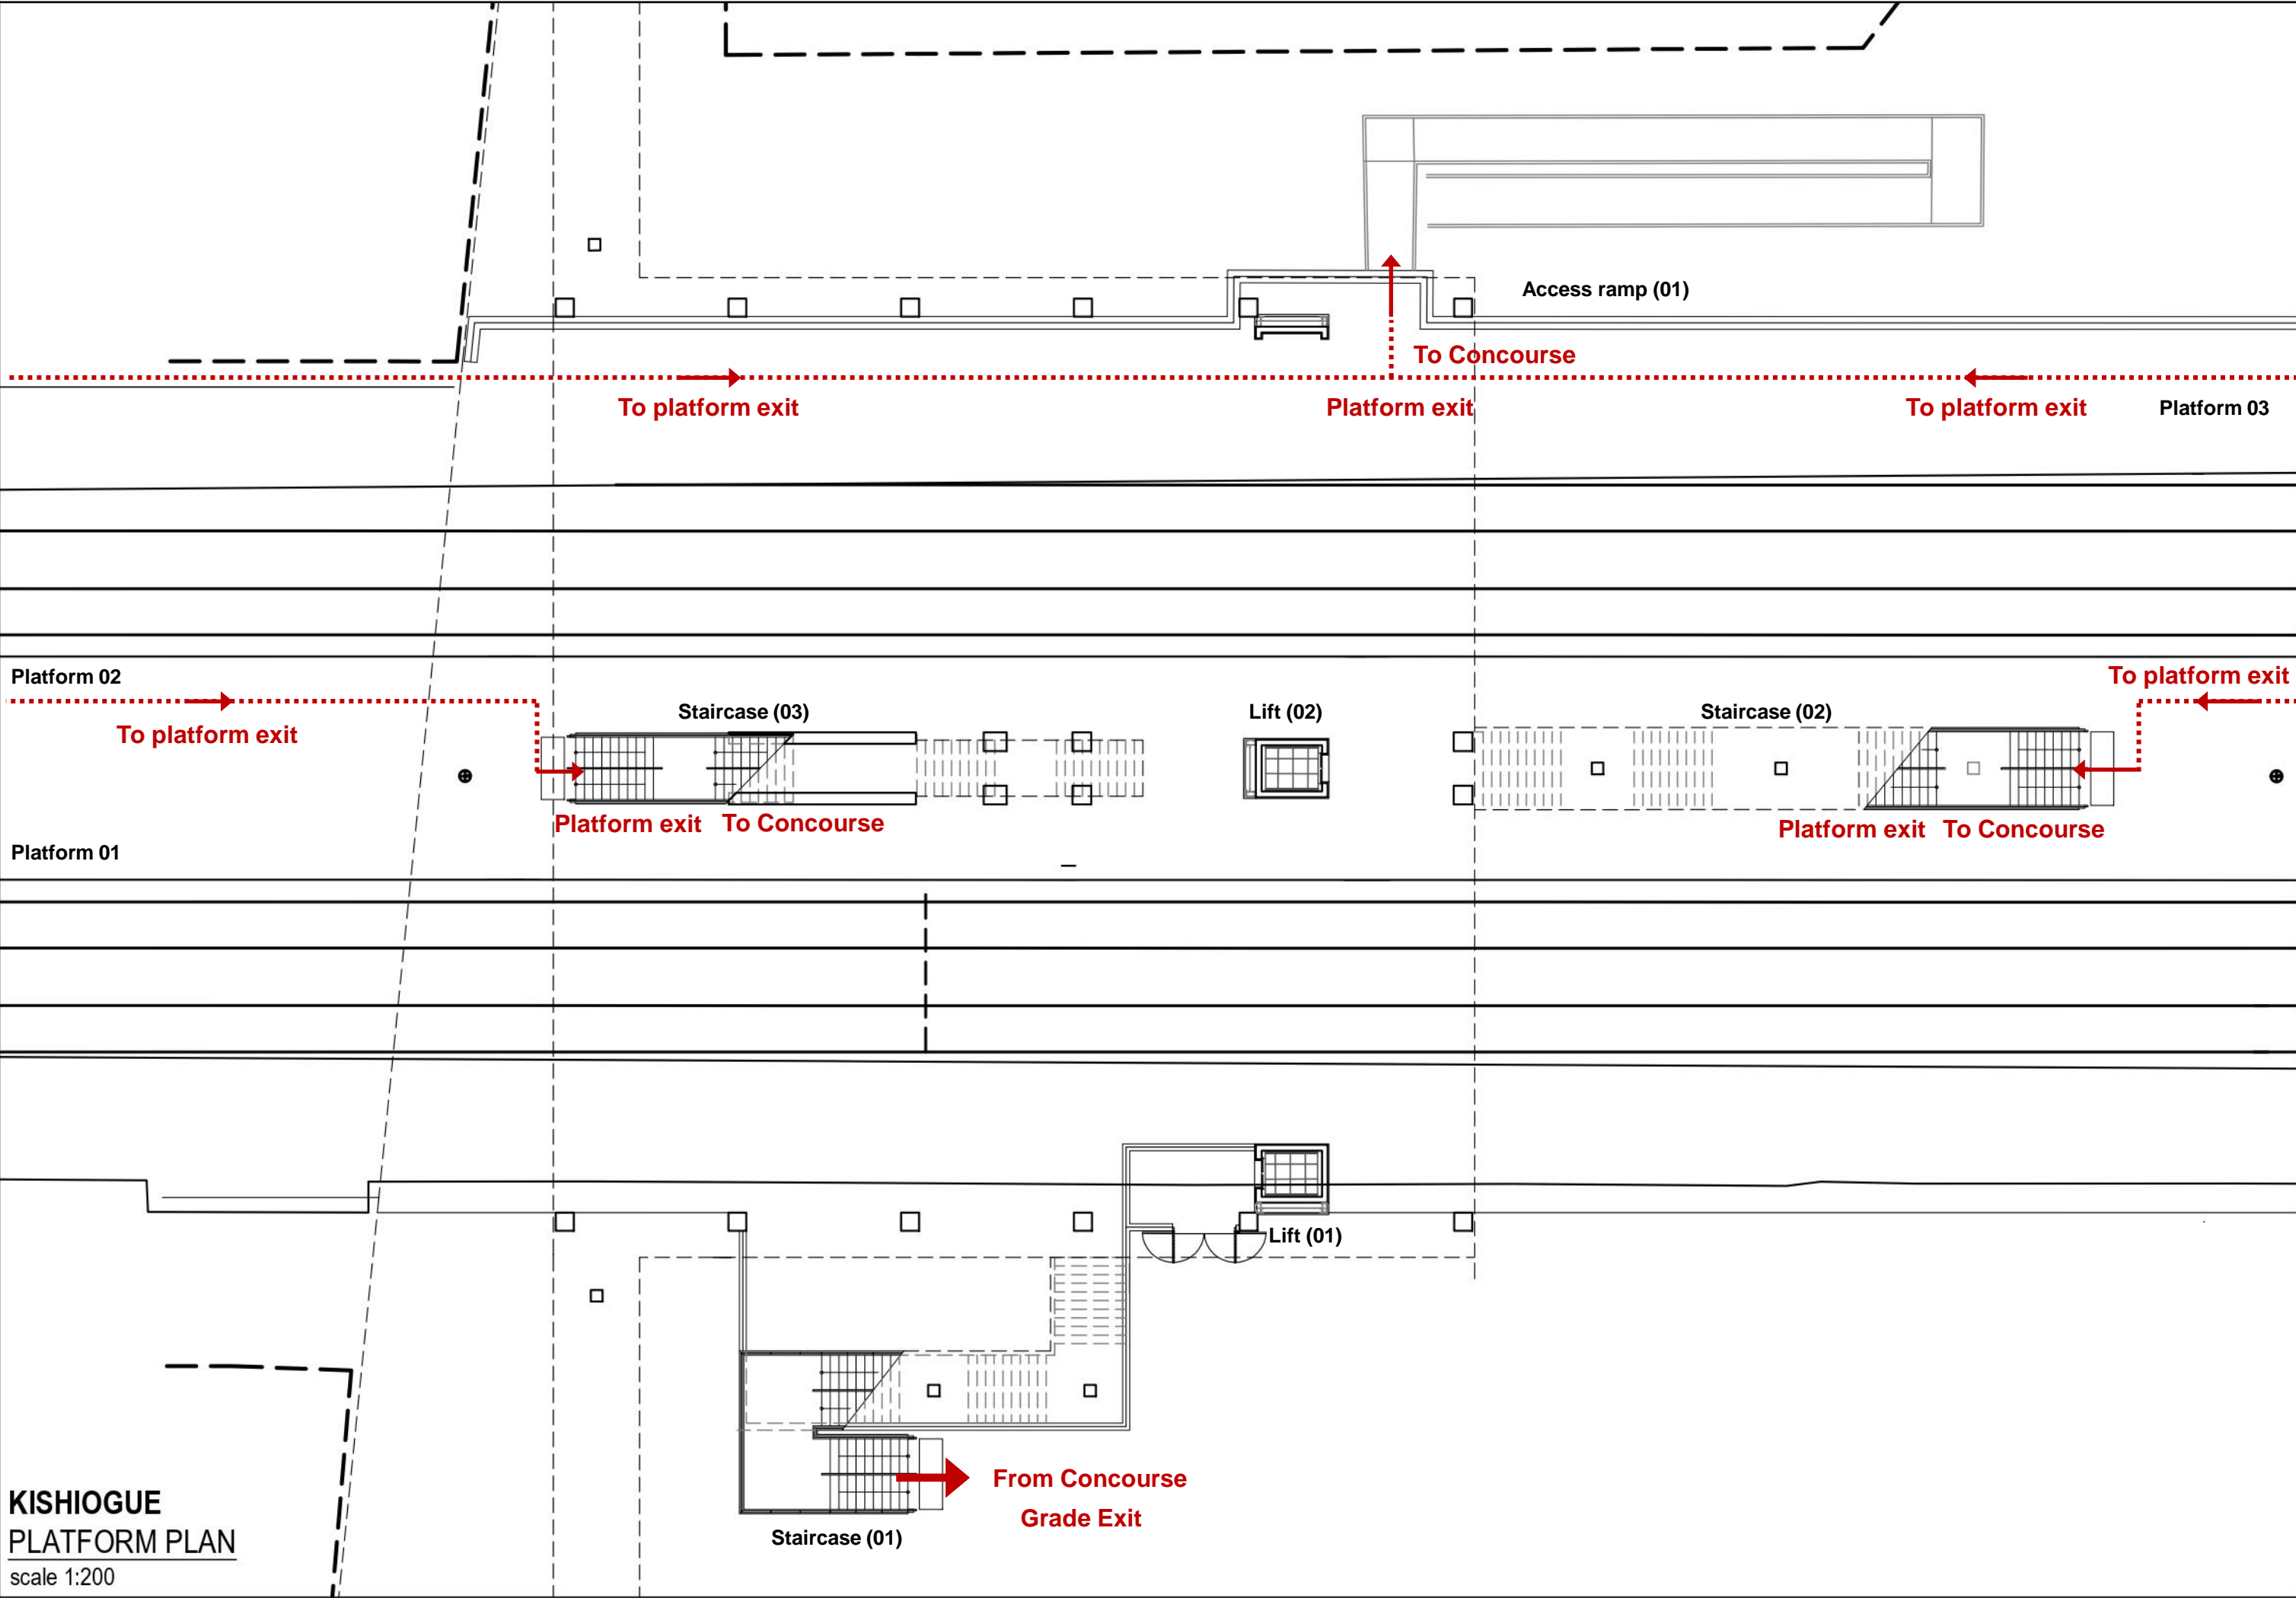 Access ramp (01)
To Concourse
To platform exit
Platform exit
To platform exit
Platform 03
Platform 02
To platform exit
To platform exit
Staircase (03)
Lift (02)
Staircase (02)
Platform exit
To Concourse
Platform exit
To Concourse
Platform 01
Lift (01)
From Concourse
Grade Exit
Staircase (01)
KISHIOGUE
PLATFORM PLAN
scale 1:200